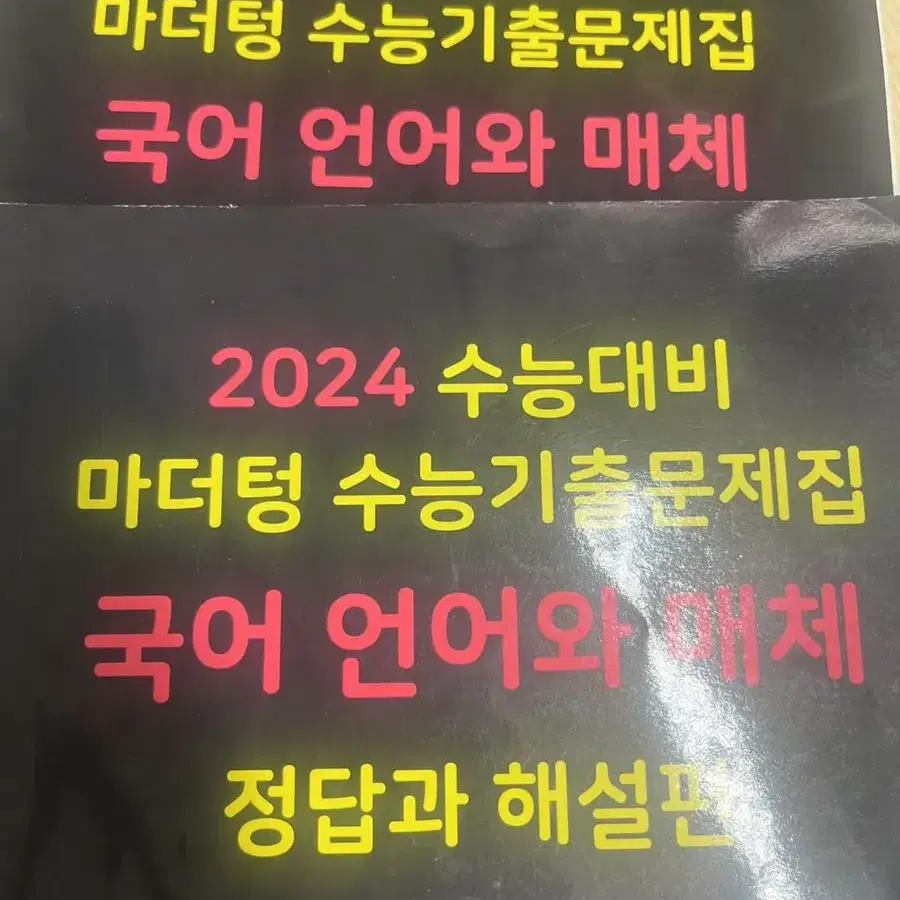 마더텅 수능기출문제집
국어 언어와 매체
2024 수능대비
마더텅 수능기출문제집
국어 언어와 매체
정답과 해설편